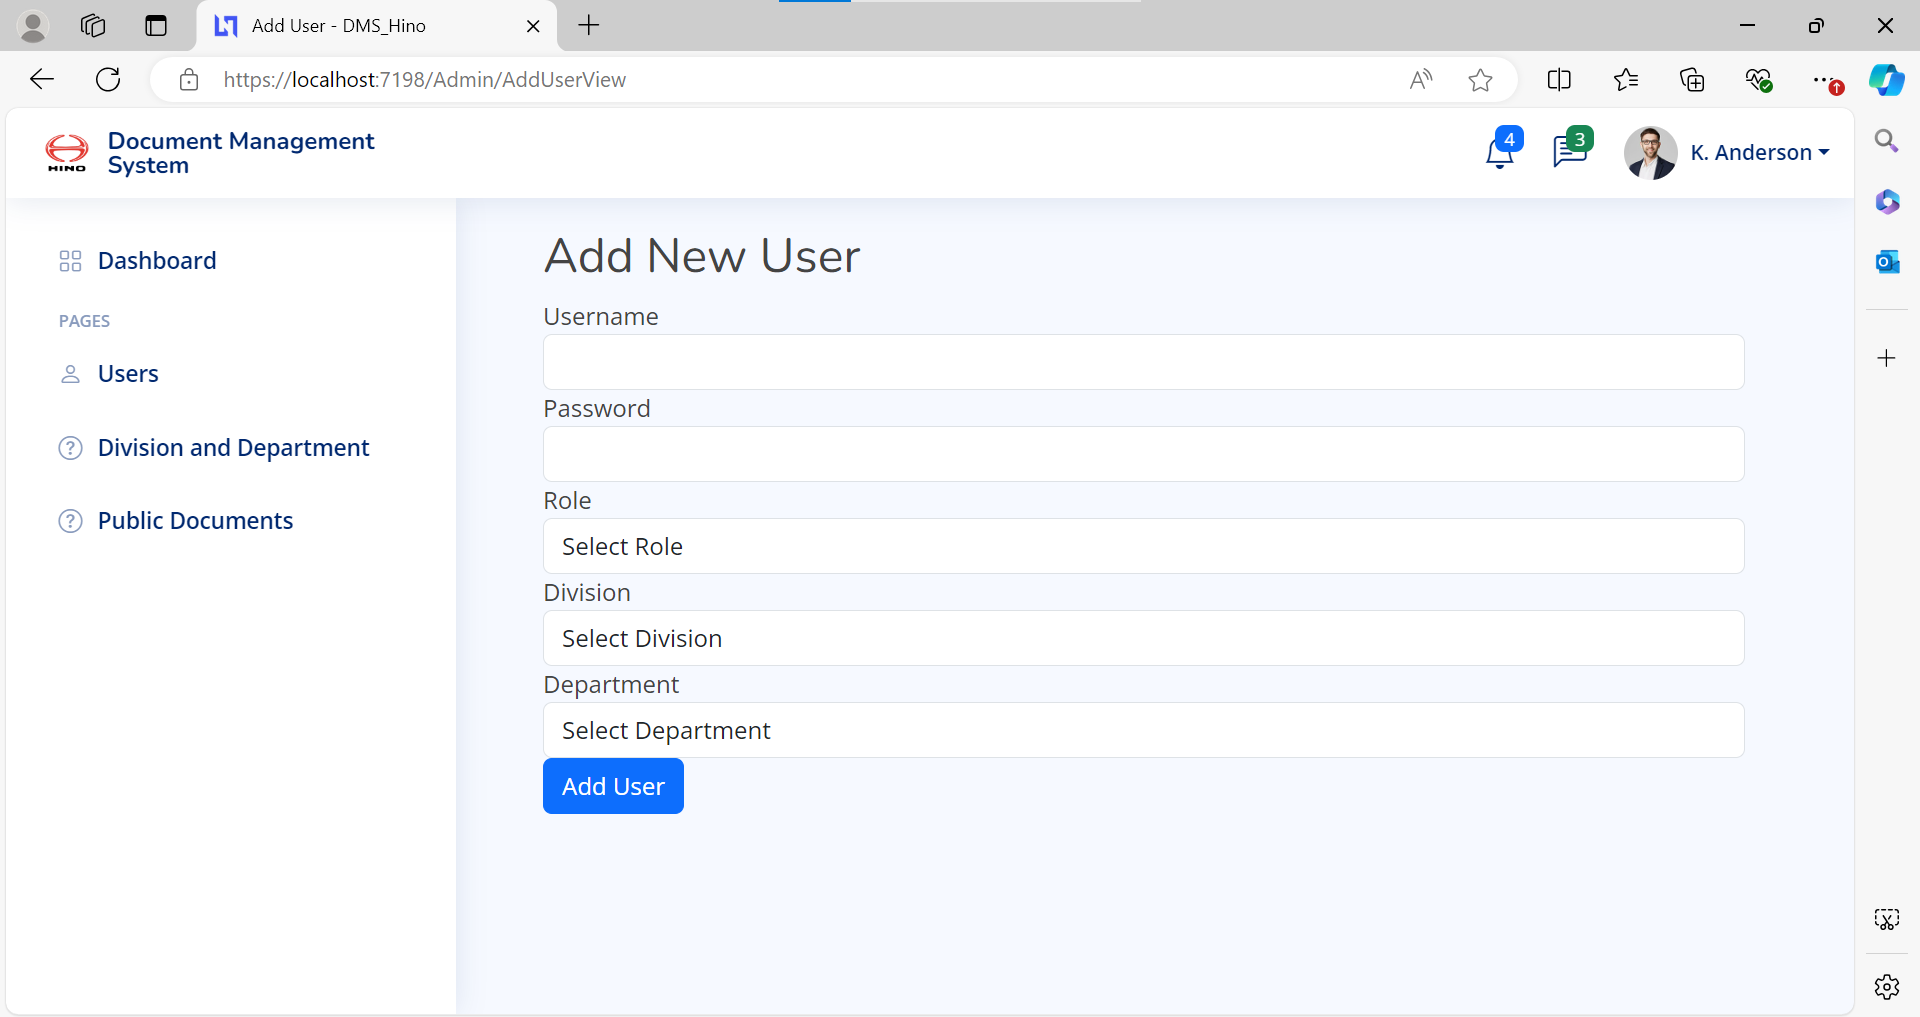 Add User - DMS_Hino
https://localhost:7198/Admin/AddUserView
HINO
Document Management
System
4
3
K. Anderson
Dashboard
PAGES
Users
Division and Department
Public Documents
Add New User
Username
Password
Role
Select Role
Division
Select Division
Department
Select Department
Add User